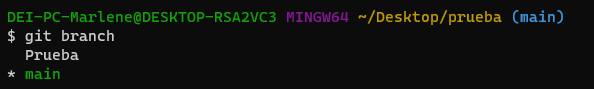 DEI-PC-Marlene@DESKTOP-RSA2VC3 MINGW64 ~/Desktop/prueba (main)
$ git branch
  Prueba
* main